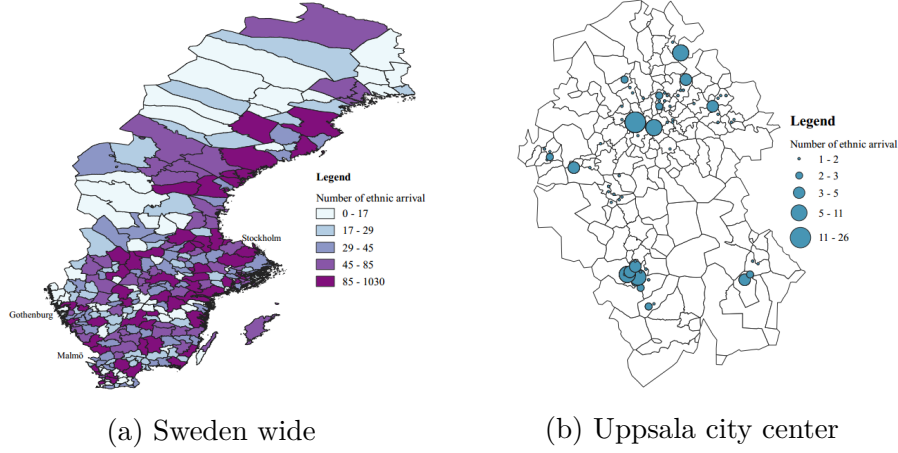 Stockholm
Gothenburg
Malmö
Legend
Number of ethnic arrival
0 - 17
17 - 29
29 - 45
45 - 85
85 - 1030
(a) Sweden wide
Legend
Number of ethnic arrival
1 - 2
2 - 3
3 - 5
5 - 11
11 - 26
(b) Uppsala city center